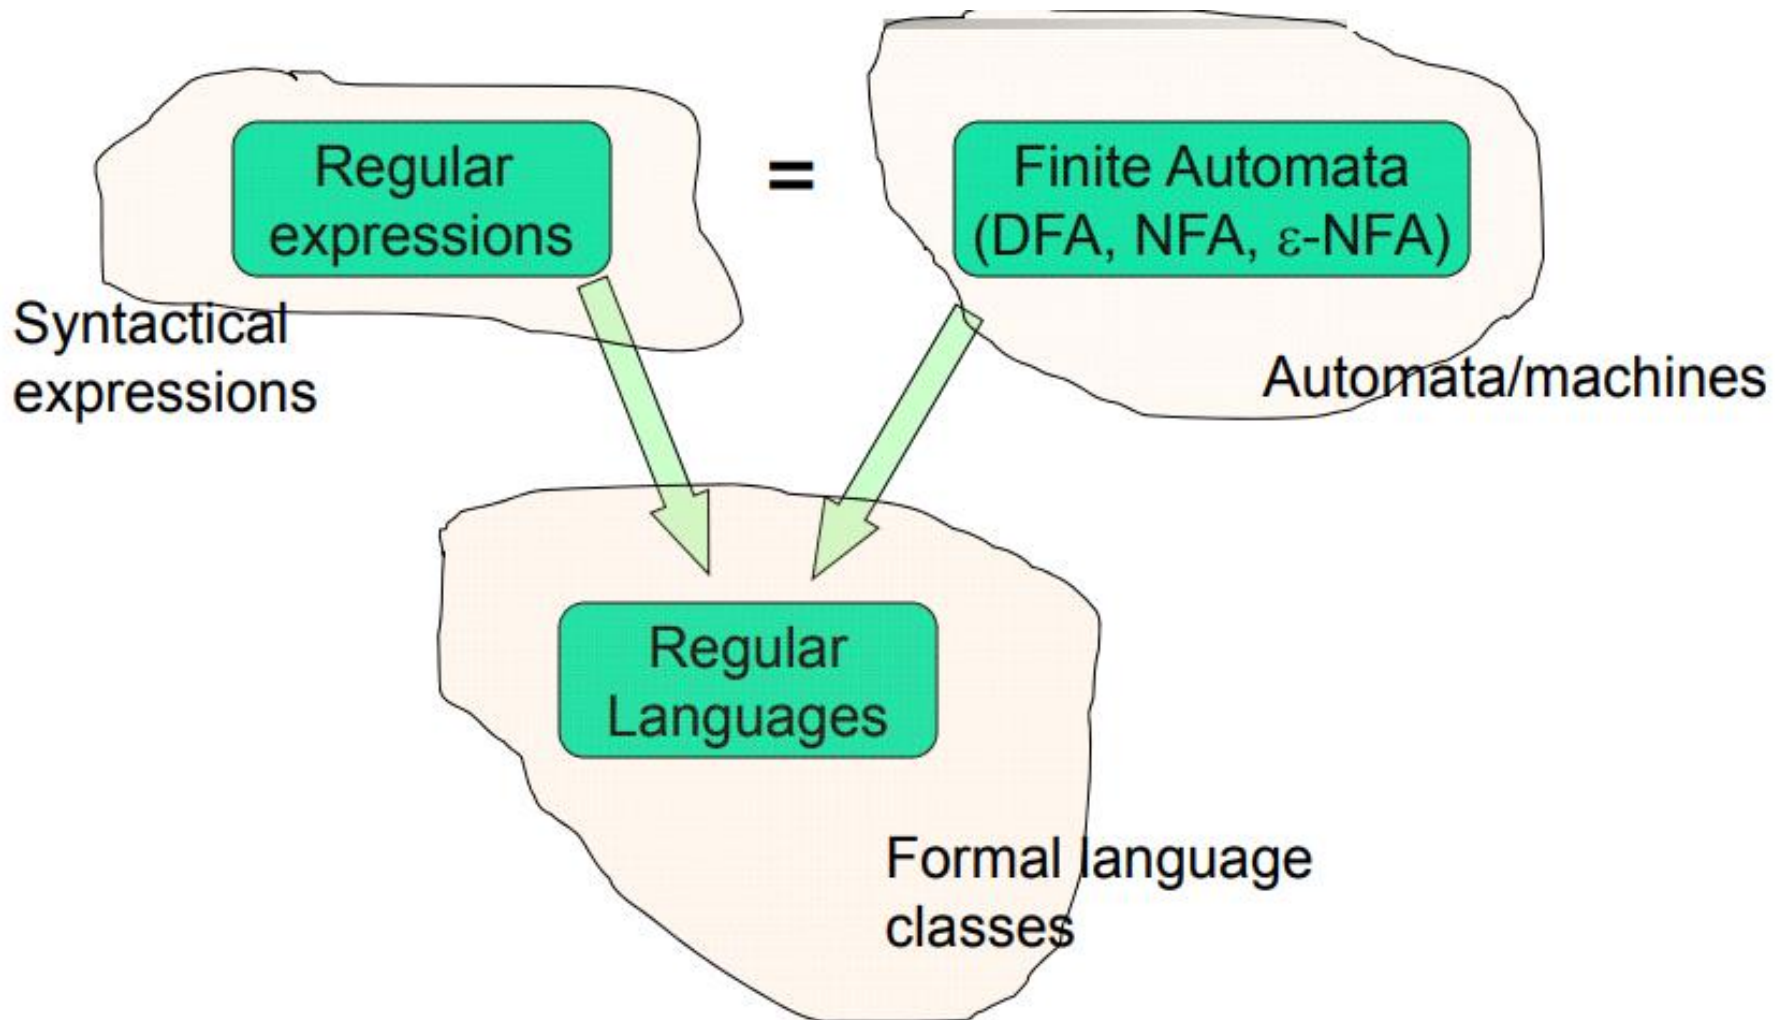 Regular
expressions
=
Finite Automata
(DFA, NFA, ε-NFA)
Syntactical
expressions
Automata/machines
Regular
Languages
Formal language
classes